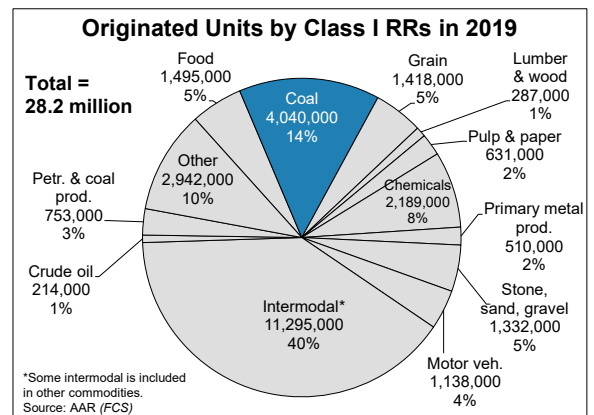 Originated Units by Class I RRs in 2019
Total =
28.2 million
Food
1,495,000
5%
Coal
4,040,000
14%
Grain
1,418,000
5%
Lumber
& wood
287,000
1%
Pulp & paper
631,000
2%
Chemicals
2,189,000
8%
Primary metal
prod.
510,000
2%
Stone,
sand, gravel
1,332,000
5%
Motor veh.
1,138,000
4%
Intermodal*
11,295,000
40%
Crude oil
214,000
1%
Petr. & coal
prod.
753,000
3%
Other
2,942,000
10%
*Some intermodal is included
in other commodities.
Source: AAR (FCS)